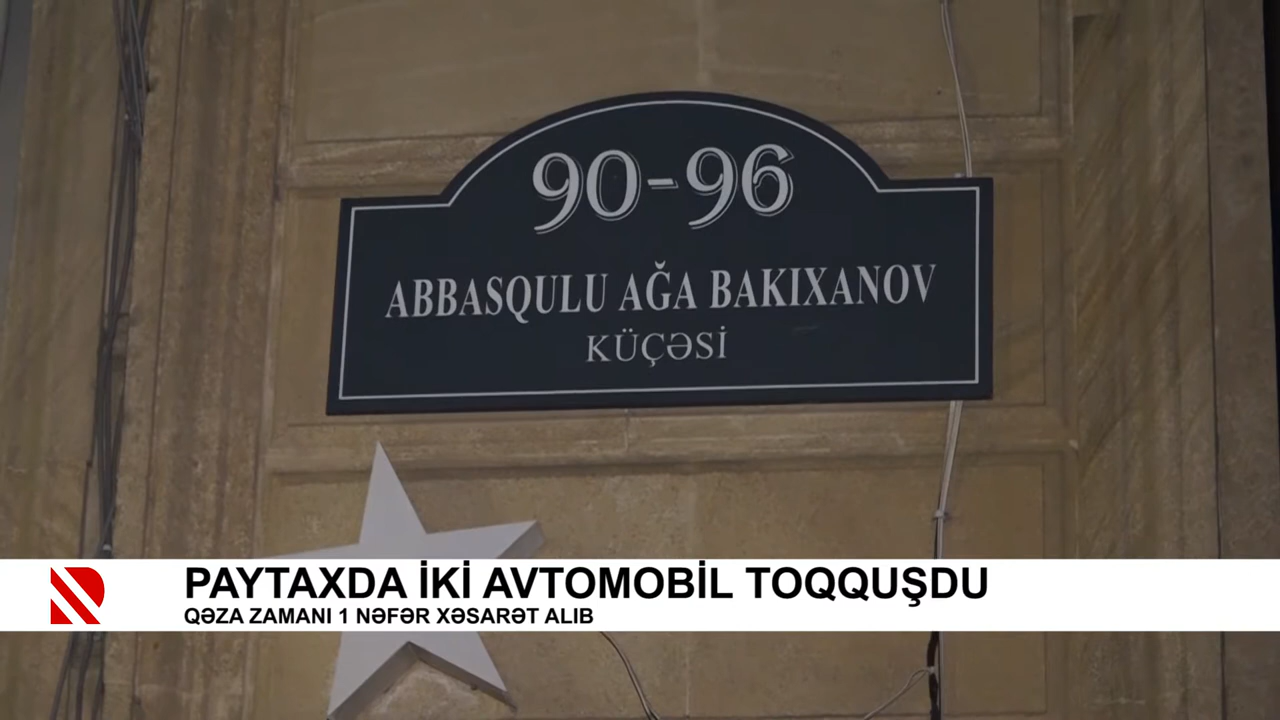 90-96
ABBASQULU AĞA BAKIXANOV
KÜÇƏSİ
PAYTAXDA İKİ AVTOMOBİL TOQQUŞDU
QƏZA ZAMANI 1 NƏFƏR XƏSARƏT ALIB